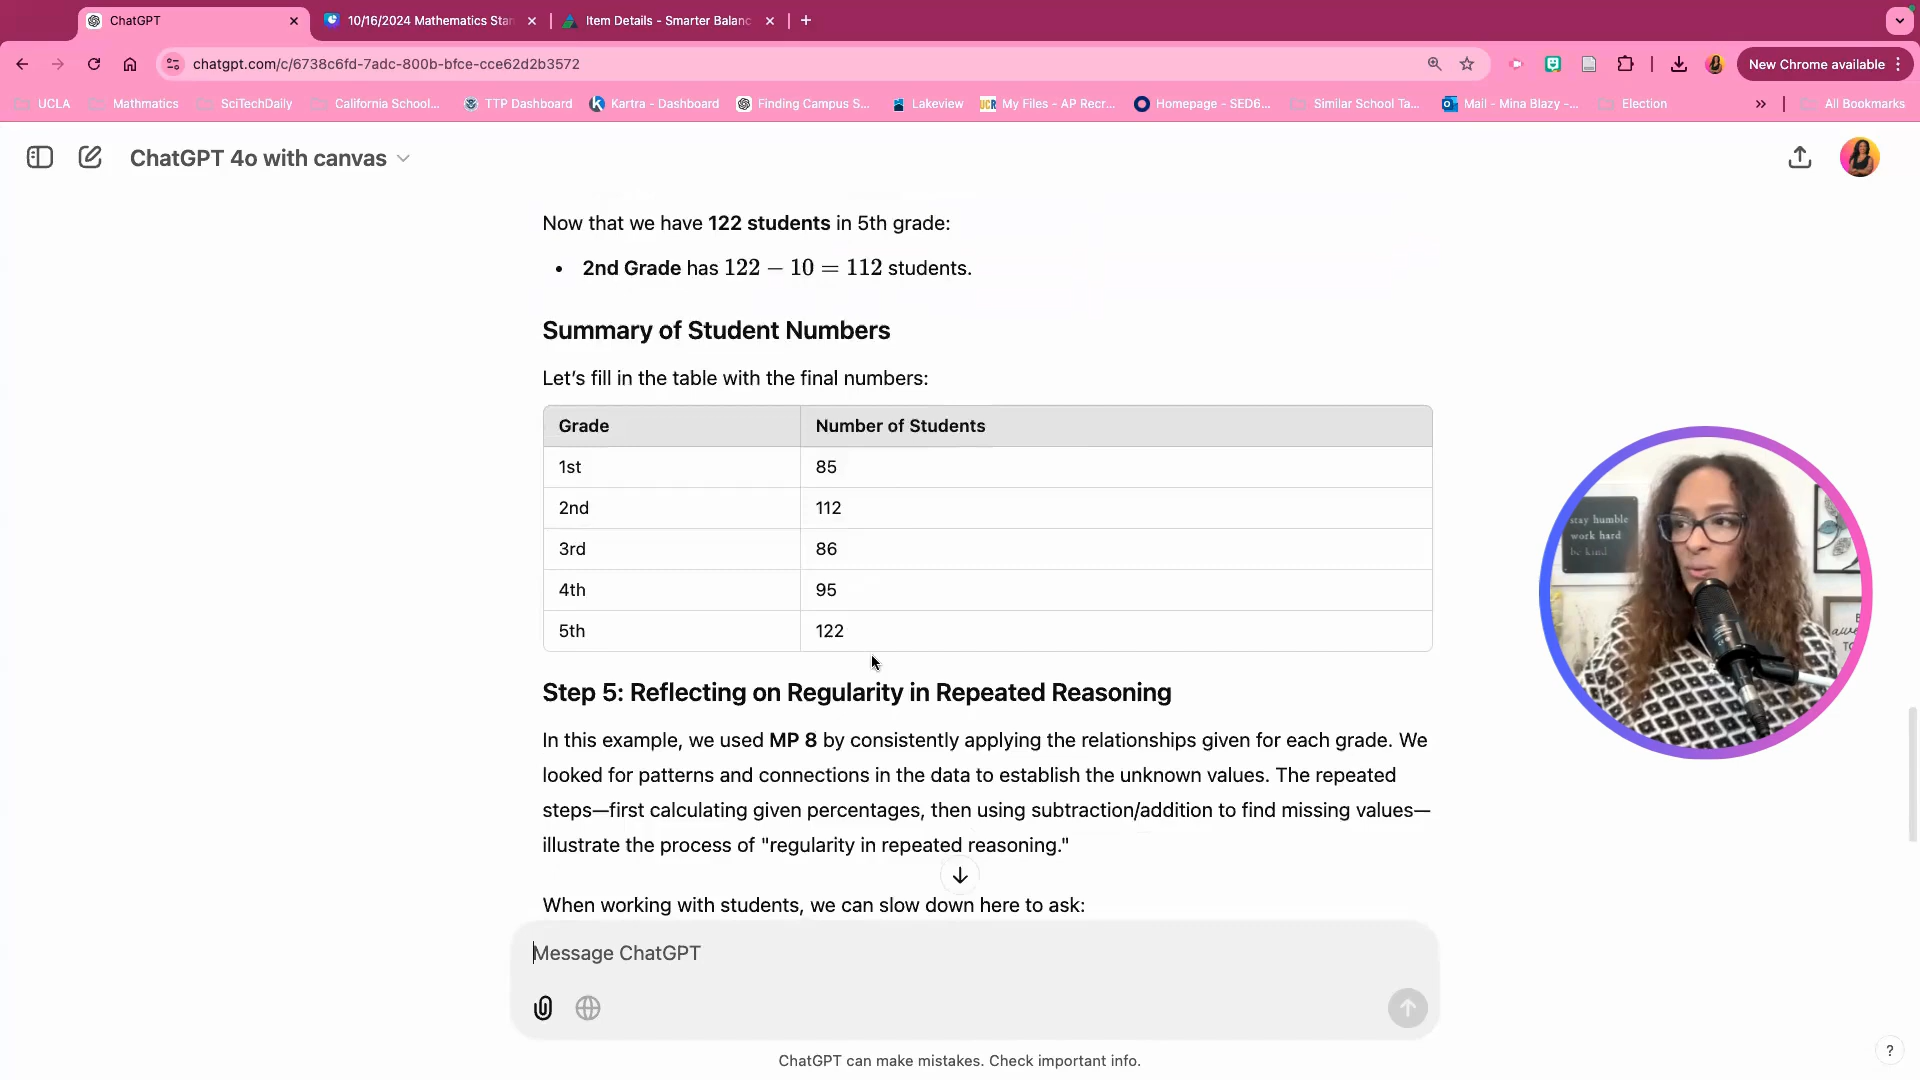 ChatGPT
10/16/2024 Mathematics Star
Item Details - Smarter Balanc
chatgpt.com/c/6738c6fd-7adc-800b-bfce-cce62d2b3572
New Chrome available
UCLA
Mathmatics
SciTechDaily
California School...
TTP Dashboard
Kartra - Dashboard
Finding Campus S...
Lakeview
UCR My Files - AP Recr...
Homepage - SED6...
Similar School Ta...
Mail - Mina Blazy -...
Election
All Bookmarks
ChatGPT 4o with canvas
Now that we have 122 students in 5th grade:
• 2nd Grade has 122 − 10 = 112 students.
Summary of Student Numbers
Let’s fill in the table with the final numbers:
Grade Number of Students
1st 85
2nd 112
3rd 86
4th 95
5th 122
stay humble
work hard
be kind
Step 5: Reflecting on Regularity in Repeated Reasoning
In this example, we used MP 8 by consistently applying the relationships given for each grade. We
looked for patterns and connections in the data to establish the unknown values. The repeated
steps—first calculating given percentages, then using subtraction/addition to find missing values—
illustrate the process of "regularity in repeated reasoning."
When working with students, we can slow down here to ask:
Message ChatGPT
ChatGPT can make mistakes. Check important info.
?